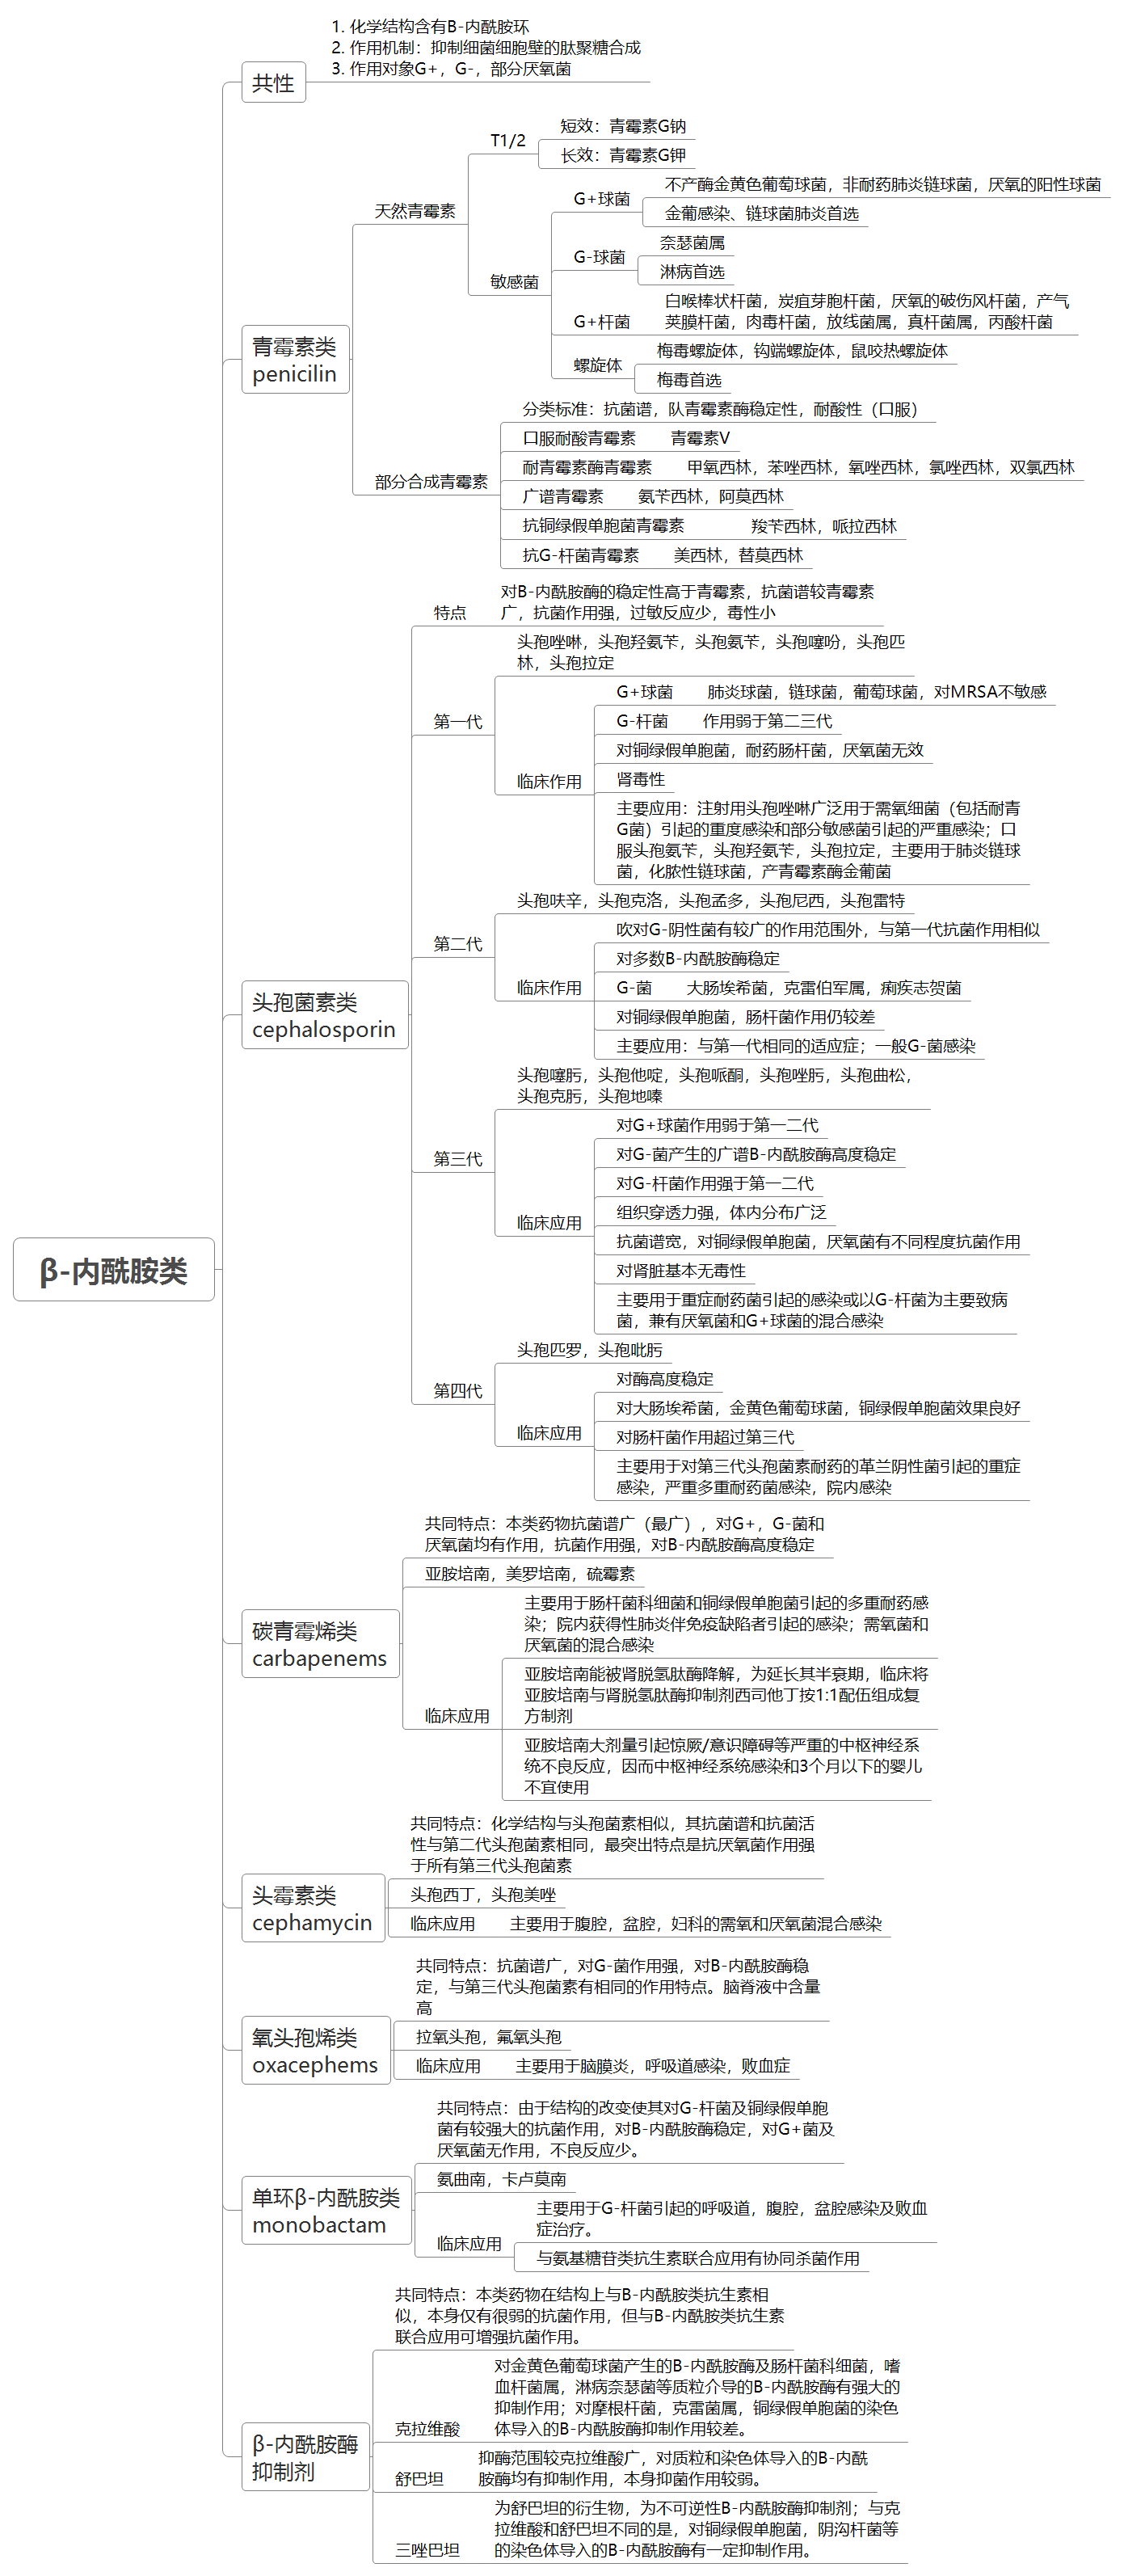 β-内酰胺类
共性
1. 化学结构含有B-内酰胺环
2. 作用机制：抑制细菌细胞壁的肽聚糖合成
3. 作用对象G+，G-，部分厌氧菌
青霉素类
penicilin
天然青霉素
T1/2
短效：青霉素G钠
长效：青霉素G钾
敏感菌
G+球菌
不产酶金黄色葡萄球菌，非耐药肺炎链球菌，厌氧的阳性球菌
金葡感染、链球菌肺炎首选
G-球菌
奈瑟菌属
淋病首选
G+杆菌
白喉棒状杆菌，炭疽芽胞杆菌，厌氧的破伤风杆菌，产气
荚膜杆菌，肉毒杆菌，放线菌属，真杆菌属，丙酸杆菌
螺旋体
梅毒螺旋体，钩端螺旋体，鼠咬热螺旋体
梅毒首选
部分合成青霉素
分类标准：抗菌谱，队青霉素酶稳定性，耐酸性（口服）
口服耐酸青霉素 青霉素V
耐青霉素酶青霉素 甲氧西林，苯唑西林，氧唑西林，氯唑西林，双氯西林
广谱青霉素 氨苄西林，阿莫西林
抗铜绿假单胞菌青霉素 羧苄西林，哌拉西林
抗G-杆菌青霉素 美西林，替莫西林
头孢菌素类
cephalosporin
特点
对B-内酰胺酶的稳定性高于青霉素，抗菌谱较青霉素
广，抗菌作用强，过敏反应少，毒性小
第一代
头孢唑啉，头孢羟氨苄，头孢氨苄，头孢噻吩，头孢匹
林，头孢拉定
临床作用
G+球菌 肺炎球菌，链球菌，葡萄球菌，对MRSA不敏感
G-杆菌 作用弱于第二三代
对铜绿假单胞菌，耐药肠杆菌，厌氧菌无效
肾毒性
主要应用：注射用头孢唑啉广泛用于需氧细菌（包括耐青
G菌）引起的重度感染和部分敏感菌引起的严重感染；口
服头孢氨苄，头孢羟氨苄，头孢拉定，主要用于肺炎链球
菌，化脓性链球菌，产青霉素酶金葡菌
第二代
头孢呋辛，头孢克洛，头孢孟多，头孢尼西，头孢雷特
临床作用
吹对G-阴性菌有较广的作用范围外，与第一代抗菌作用相似
对多数B-内酰胺酶稳定
G-菌 大肠埃希菌，克雷伯军属，痢疾志贺菌
对铜绿假单胞菌，肠杆菌作用仍较差
主要应用：与第一代相同的适应症；一般G-菌感染
第三代
头孢噻肟，头孢他啶，头孢哌酮，头孢唑肟，头孢曲松，
头孢克肟，头孢地嗪
临床应用
对G+球菌作用弱于第一二代
对G-菌产生的广谱B-内酰胺酶高度稳定
对G-杆菌作用强于第一二代
组织穿透力强，体内分布广泛
抗菌谱宽，对铜绿假单胞菌，厌氧菌有不同程度抗菌作用
对肾脏基本无毒性
主要用于重症耐药菌引起的感染或以G-杆菌为主要致病
菌，兼有厌氧菌和G+球菌的混合感染
第四代
头孢匹罗，头孢吡肟
临床应用
对酶高度稳定
对大肠埃希菌，金黄色葡萄球菌，铜绿假单胞菌效果良好
对肠杆菌作用超过第三代
主要用于对第三代头孢菌素耐药的革兰阴性菌引起的重症
感染，严重多重耐药菌感染，院内感染
碳青霉烯类
carbapenems
共同特点：本类药物抗菌谱广（最广），对G+，G-菌和
厌氧菌均有作用，抗菌作用强，对B-内酰胺酶高度稳定
亚胺培南，美罗培南，硫霉素
临床应用
主要用于肠杆菌科细菌和铜绿假单胞菌引起的多重耐药感
染；院内获得性肺炎伴免疫缺陷者引起的感染；需氧菌和
厌氧菌的混合感染
亚胺培南能被肾脱氢肽酶降解，为延长其半衰期，临床将
亚胺培南与肾脱氢肽酶抑制剂西司他丁按1:1配伍组成复
方制剂
亚胺培南大剂量引起惊厥/意识障碍等严重的中枢神经系
统不良反应，因而中枢神经系统感染和3个月以下的婴儿
不宜使用
头霉素类
cephamycin
共同特点：化学结构与头孢菌素相似，其抗菌谱和抗菌活
性与第二代头孢菌素相同，最突出特点是抗厌氧菌作用强
于所有第三代头孢菌素
头孢西丁，头孢美唑
临床应用 主要用于腹腔，盆腔，妇科的需氧和厌氧菌混合感染
氧头孢烯类
oxacephems
共同特点：抗菌谱广，对G-菌作用强，对B-内酰胺酶稳
定，与第三代头孢菌素有相同的作用特点。脑脊液中含量
高
拉氧头孢，氟氧头孢
临床应用 主要用于脑膜炎，呼吸道感染，败血症
单环β-内酰胺类
monobactam
共同特点：由于结构的改变使其对G-杆菌及铜绿假单胞
菌有较强大的抗菌作用，对B-内酰胺酶稳定，对G+菌及
厌氧菌无作用，不良反应少。
氨曲南，卡卢莫南
临床应用
主要用于G-杆菌引起的呼吸道，腹腔，盆腔感染及败血
症治疗。
与氨基糖苷类抗生素联合应用有协同杀菌作用
β-内酰胺酶
抑制剂
共同特点：本类药物在结构上与B-内酰胺类抗生素相
似，本身仅有很弱的抗菌作用，但与B-内酰胺类抗生素
联合应用可增强抗菌作用。
克拉维酸
对金黄色葡萄球菌产生的B-内酰胺酶及肠杆菌科细菌，嗜
血杆菌属，淋病奈瑟菌等质粒介导的B-内酰胺酶有强大的
抑制作用；对摩根杆菌，克雷菌属，铜绿假单胞菌的染色
体导入的B-内酰胺酶抑制作用较差。
舒巴坦
抑酶范围较克拉维酸广，对质粒和染色体导入的B-内酰
胺酶均有抑制作用，本身抑菌作用较弱。
三唑巴坦
为舒巴坦的衍生物，为不可逆性B-内酰胺酶抑制剂；与克
拉维酸和舒巴坦不同的是，对铜绿假单胞菌，阴沟杆菌等
的染色体导入的B-内酰胺酶有一定抑制作用。